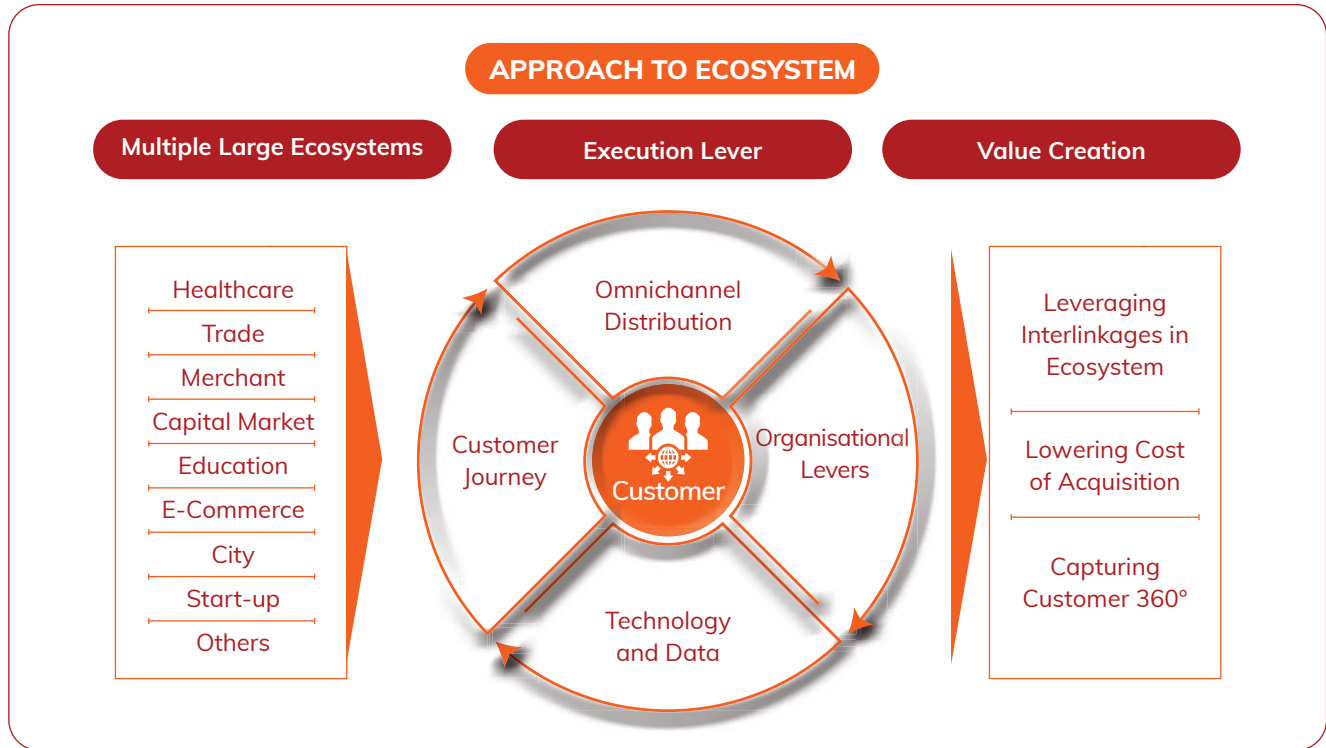 APPROACH TO ECOSYSTEM
Multiple Large Ecosystems
Execution Lever
Value Creation
Healthcare
Trade
Merchant
Capital Market
Education
E-Commerce
City
Start-up
Others
Omnichannel
Distribution
Customer
Journey
Customer
Organisational
Levers
Technology
and Data
Leveraging
Interlinkages in
Ecosystem
Lowering Cost
of Acquisition
Capturing
Customer 360º